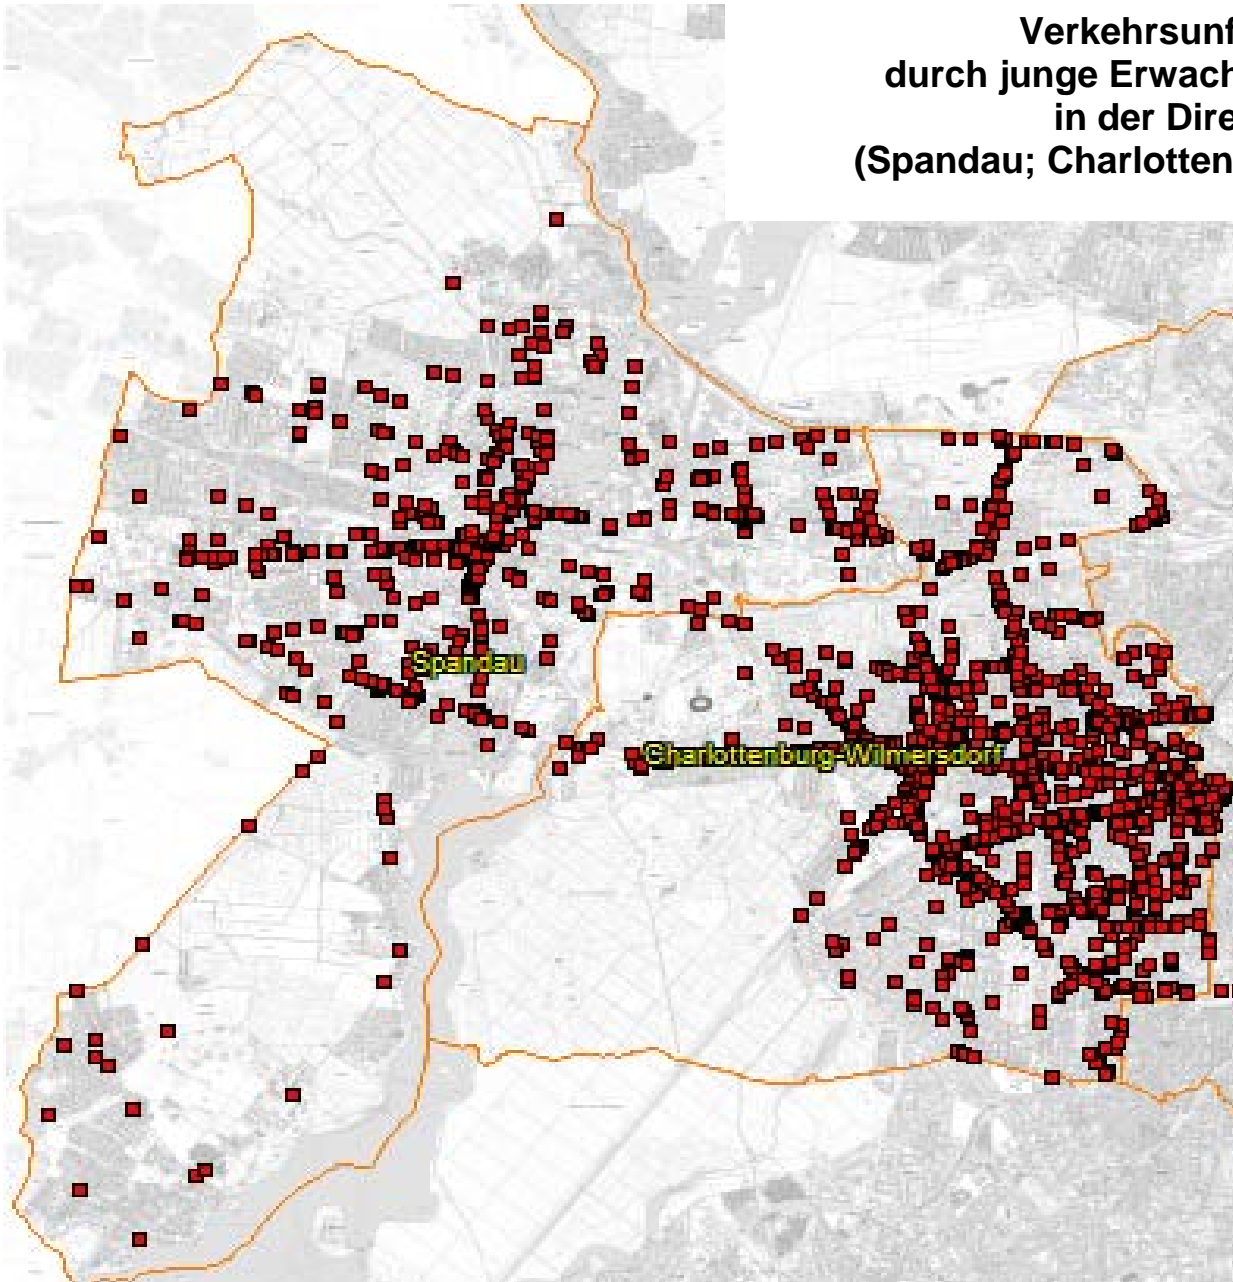 Verkehrsunf
durch junge Erwach
in der Dire
(Spandau; Charlotten
Spandau
Charlottenburg-Wilmersdorf